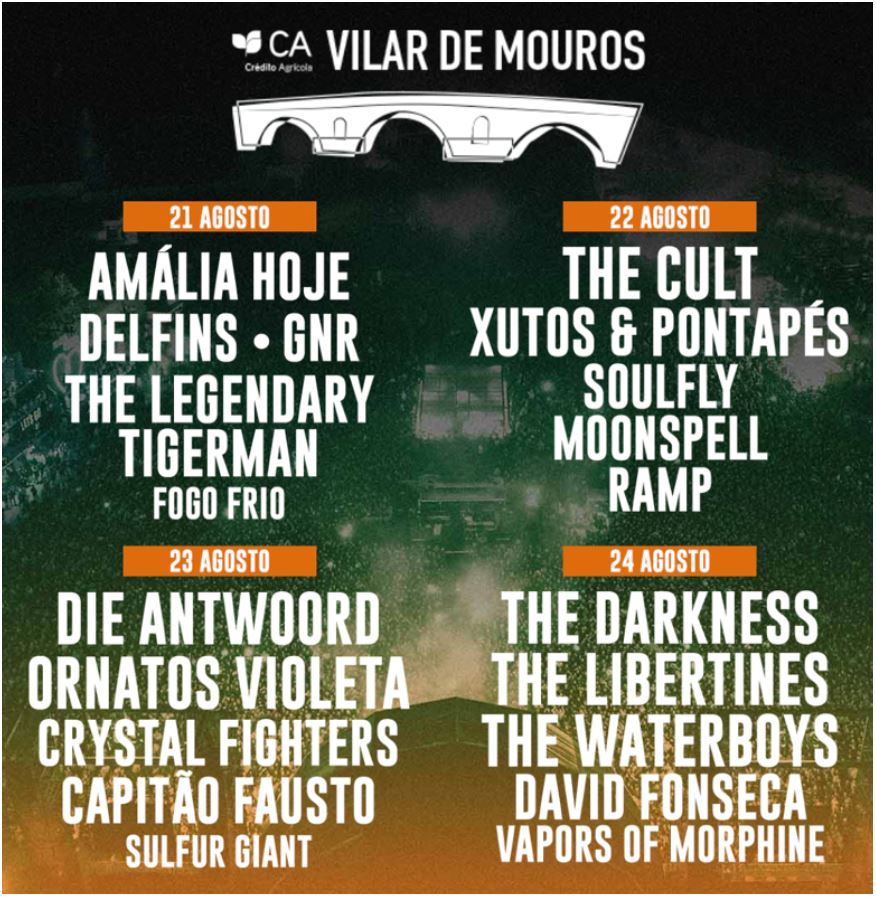 CA
Crédito Agrícola
VILAR DE MOUROS
21 AGOSTO
AMÁLIA HOJE
DELFINS • GNR
THE LEGENDARY
TIGERMAN
FOGO FRIO
22 AGOSTO
THE CULT
XUTOS & PONTAPÉS
SOULFLY
MOONSPELL
RAMP
23 AGOSTO
DIE ANTWOORD
ORNATOS VIOLETA
CRYSTAL FIGHTERS
CAPITÃO FAUSTO
SULFUR GIANT
24 AGOSTO
THE DARKNESS
THE LIBERTINES
THE WATERBOYS
DAVID FONSECA
VAPORS OF MORPHINE